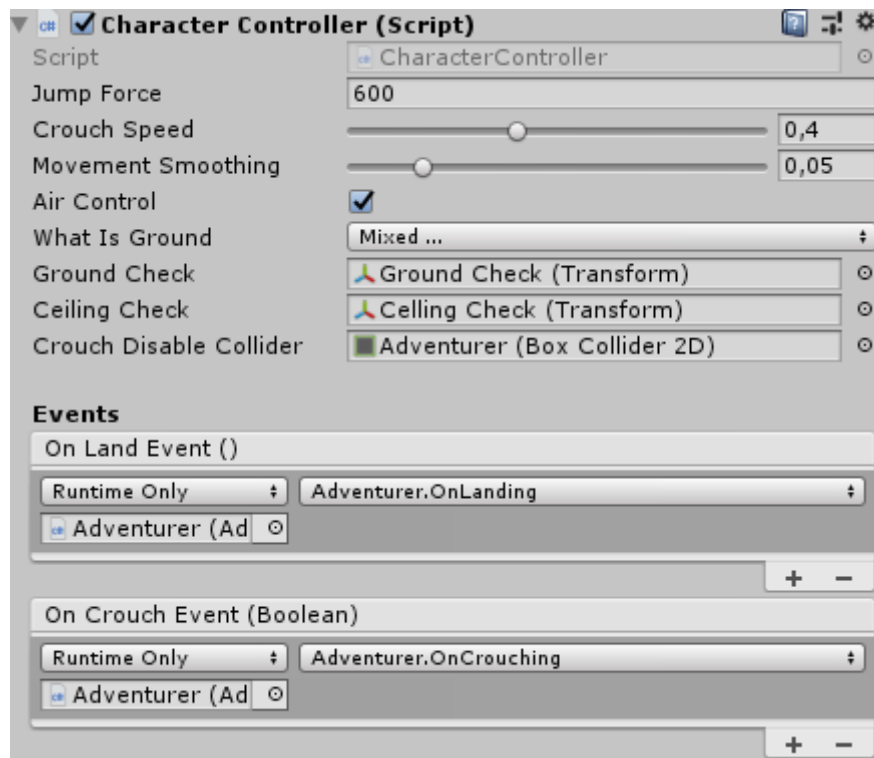 Character Controller (Script)
Script CharacterController
Jump Force 600
Crouch Speed 0,4
Movement Smoothing 0,05
Air Control
What Is Ground Mixed ...
Ground Check Ground Check (Transform)
Ceiling Check Celling Check (Transform)
Crouch Disable Collider Adventurer (Box Collider 2D)
Events
On Land Event ()
Runtime Only Adventurer.OnLanding
Adventurer (Ad
On Crouch Event (Boolean)
Runtime Only Adventurer.OnCrouching
Adventurer (Ad